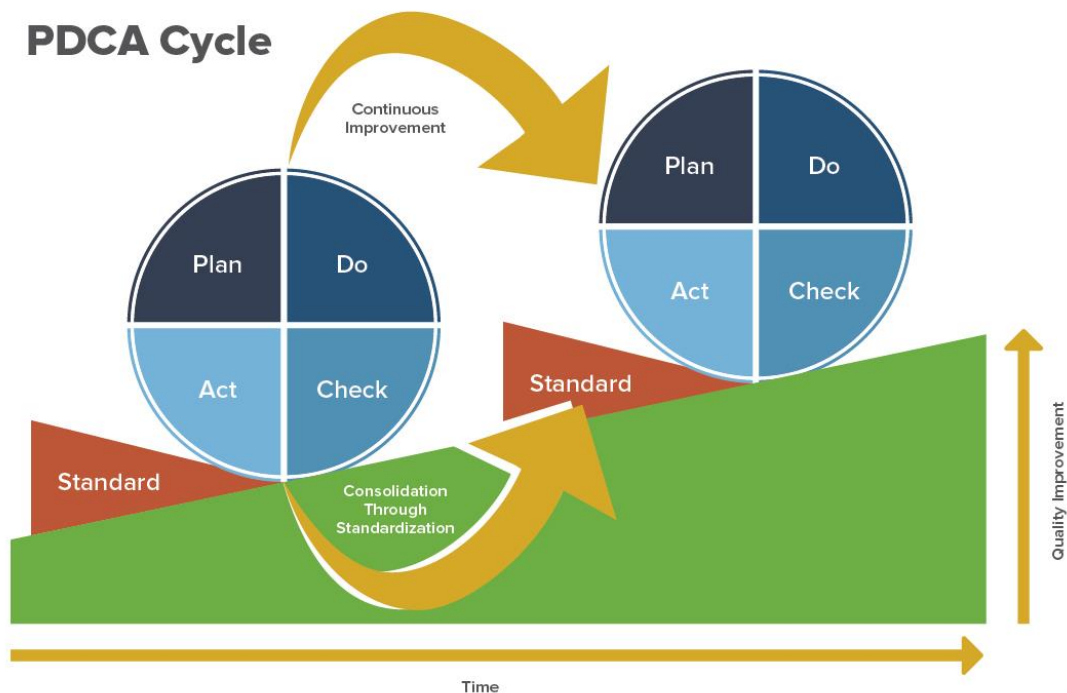 PDCA Cycle
Continuous
Improvement
Plan
Do
Act
Check
Standard
Plan
Do
Act
Check
Standard
Consolidation
Through
Standardization
Quality Improvement
Time